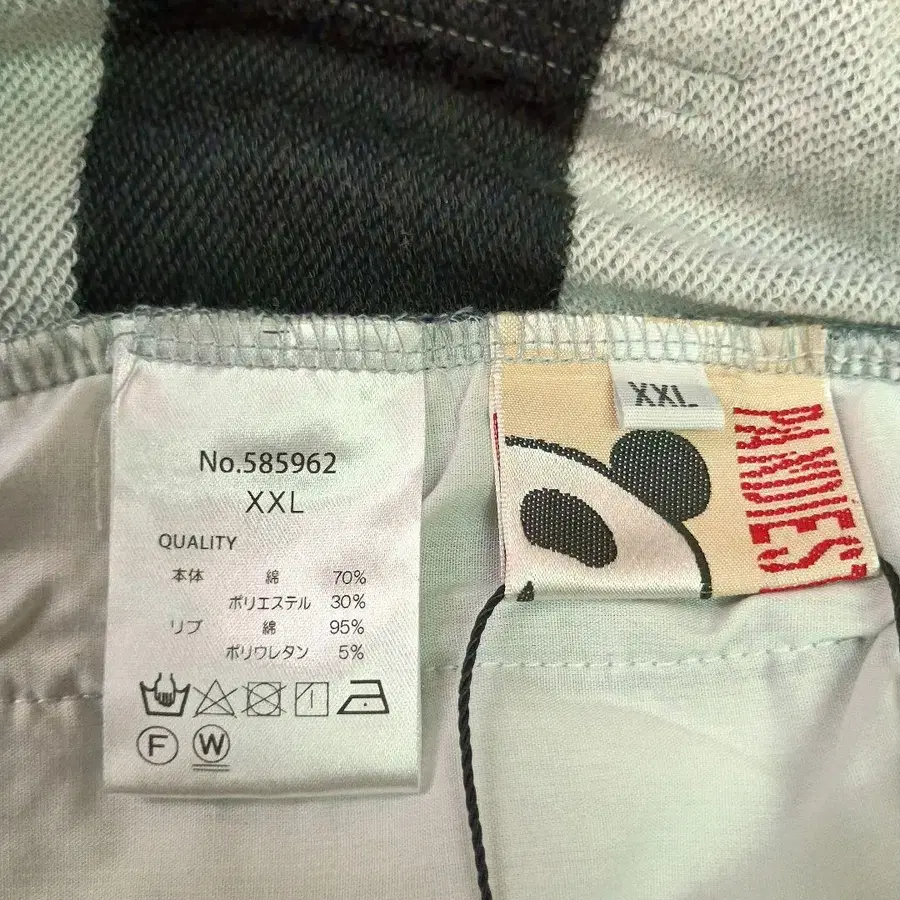 No.585962
XXL
QUALITY
本体 綿 70%
ポリエステル 30%
リブ 綿 95%
ポリウレタン 5%
F W
XXL
PANDIESTA